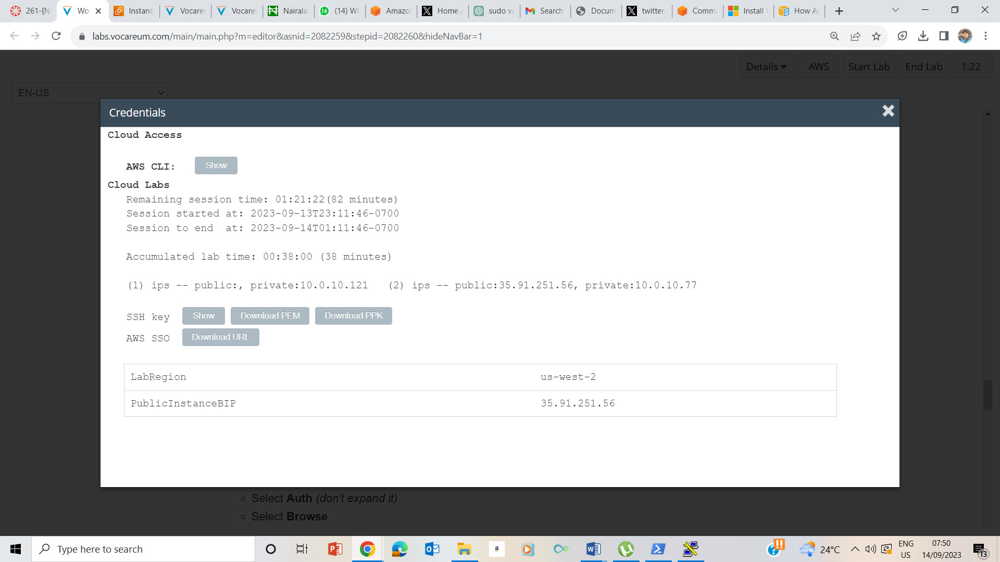 261-[N
Wo
Instanc
Vocare
Vocare
Nairala
(14) Wh
Amazo
Home /
sudo vs
Search
Docum
twitter.
Comma
Install
How A
labs.vocareum.com/main/main.php?m=editor&asnid=2082259&stepid=2082260&hideNavBar=1
Details
AWS
Start Lab
End Lab
1:22
EN-US
Credentials
Cloud Access
AWS CLI: Show
Cloud Labs
Remaining session time: 01:21:22(82 minutes)
Session started at: 2023-09-13T23:11:46-0700
Session to end at: 2023-09-14T01:11:46-0700
Accumulated lab time: 00:38:00 (38 minutes)
(1) ips -- public:, private:10.0.10.121 (2) ips -- public:35.91.251.56, private:10.0.10.77
SSH key Show Download PEM Download PPK
AWS SSO Download URL
LabRegion us-west-2
PublicInstanceBIP 35.91.251.56
Select Auth (don't expand it)
Select Browse
Type here to search
24°C
ENG
US
07:50
14/09/2023
13